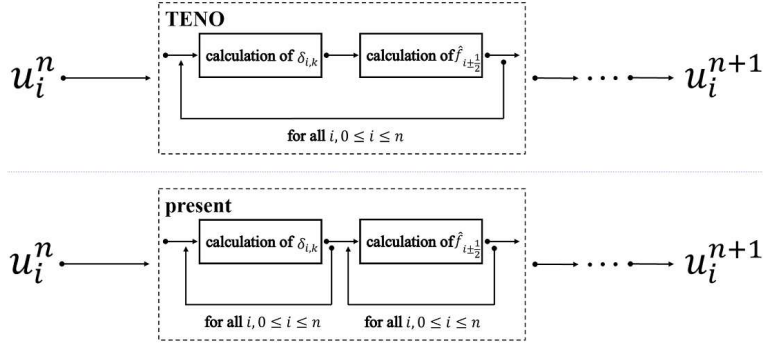 TENO
u_i^n calculation of δ_{i,k} calculation of f̂_{i±1/2} · · · u_i^{n+1}
for all i, 0 ≤ i ≤ n
present
u_i^n calculation of δ_{i,k} calculation of f̂_{i±1/2} · · · u_i^{n+1}
for all i, 0 ≤ i ≤ n for all i, 0 ≤ i ≤ n